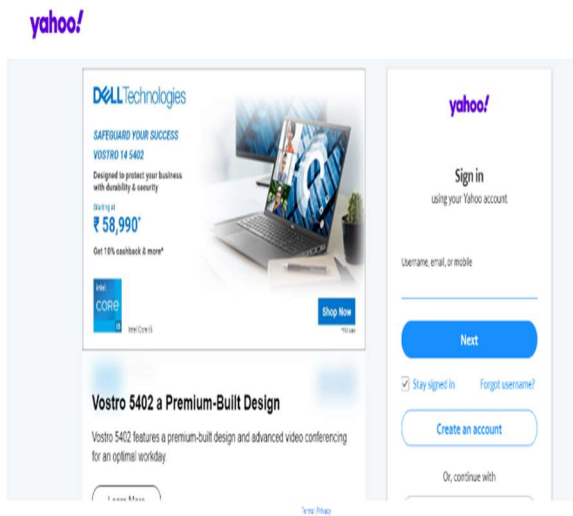 yahoo!
DELLTechnologies
SAFEGUARD YOUR SUCCESS
VOSTRO 14 5402
Designed to protect your business
with durability & security
Starting at
₹ 58,990*
Get 10% cashback & more*
intel
CORE
i5
Intel Core i5
Shop Now
Vostro 5402 a Premium-Built Design
Vostro 5402 features a premium-built design and advanced video conferencing
for an optimal workday
Learn More
yahoo!
Sign in
using your Yahoo account
Username, email, or mobile
Next
Stay signed in
Forgot username?
Create an account
Or, continue with
Terms| Privacy